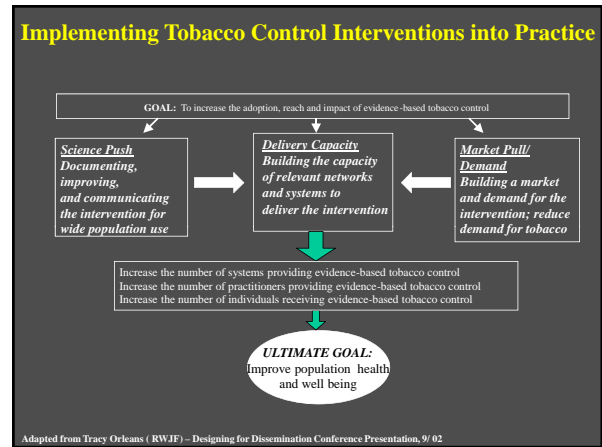 Implementing Tobacco Control Interventions into Practice
GOAL: To increase the adoption, reach and impact of evidence-based tobacco control
Science Push
Documenting,
improving,
and communicating
the intervention for
wide population use
Delivery Capacity
Building the capacity
of relevant networks
and systems to
deliver the intervention
Market Pull/
Demand
Building a market
and demand for the
intervention; reduce
demand for tobacco
Increase the number of systems providing evidence-based tobacco control
Increase the number of practitioners providing evidence-based tobacco control
Increase the number of individuals receiving evidence-based tobacco control
ULTIMATE GOAL:
Improve population health
and well being
Adapted from Tracy Orleans ( RWJF) – Designing for Dissemination Conference Presentation, 9/ 02